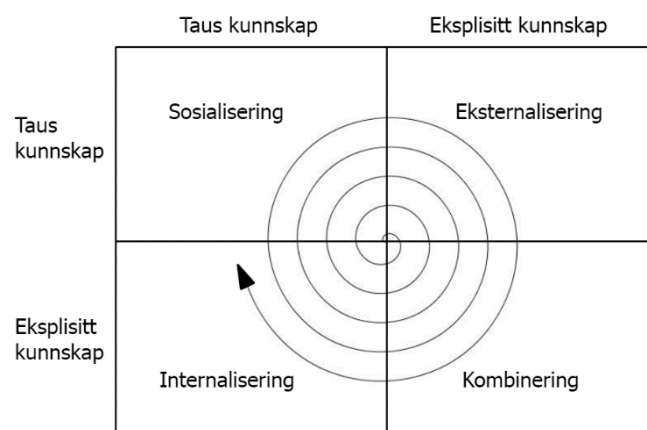 Taus kunnskap
Eksplisitt kunnskap
Taus
kunnskap
Sosialisering
Eksternalisering
Eksplisitt
kunnskap
Internalisering
Kombinering